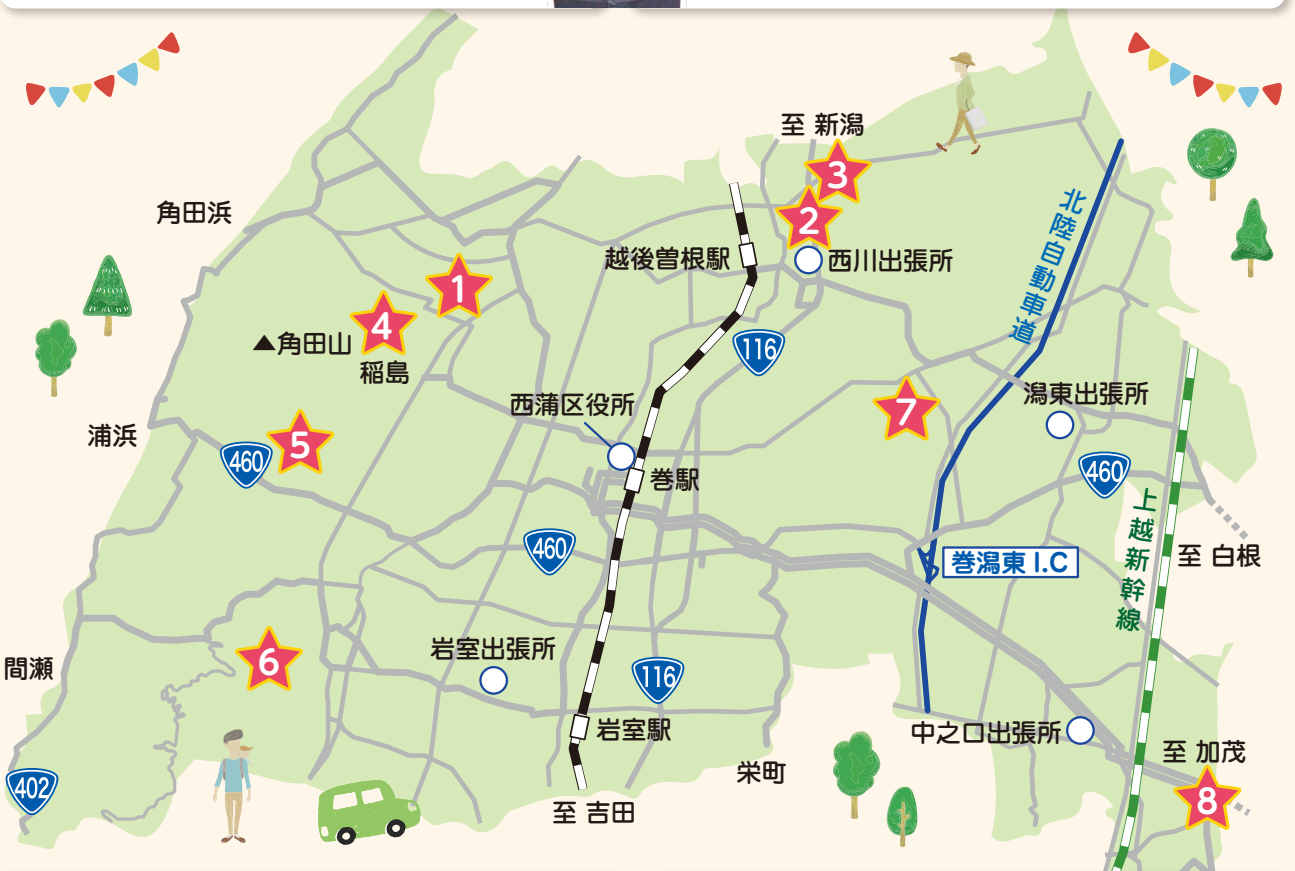 至 新潟
3
角田浜
2
越後曽根駅
西川出張所
北陸自動車道
1
4
▲角田山
稲島
116
潟東出張所
西蒲区役所
7
浦浜
5
460
巻駅
460
上越新幹線
460
巻潟東 I.C
至 白根
岩室出張所
6
間瀬
116
岩室駅
中之口出張所
至 加茂
栄町
402
8
至 吉田